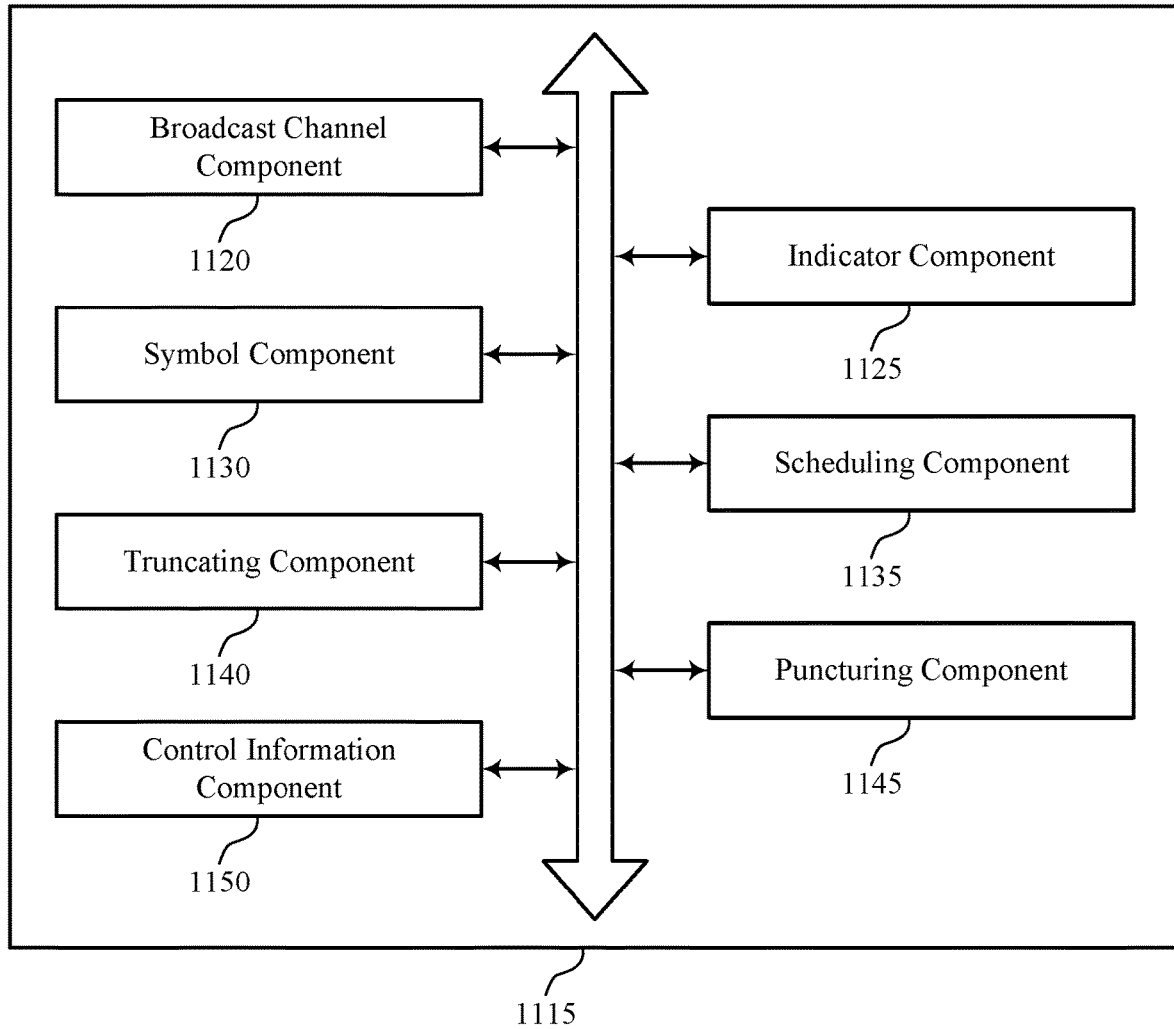 Broadcast Channel
Component
1120
Indicator Component
1125
Symbol Component
1130
Scheduling Component
1135
Truncating Component
1140
Puncturing Component
1145
Control Information
Component
1150
1115